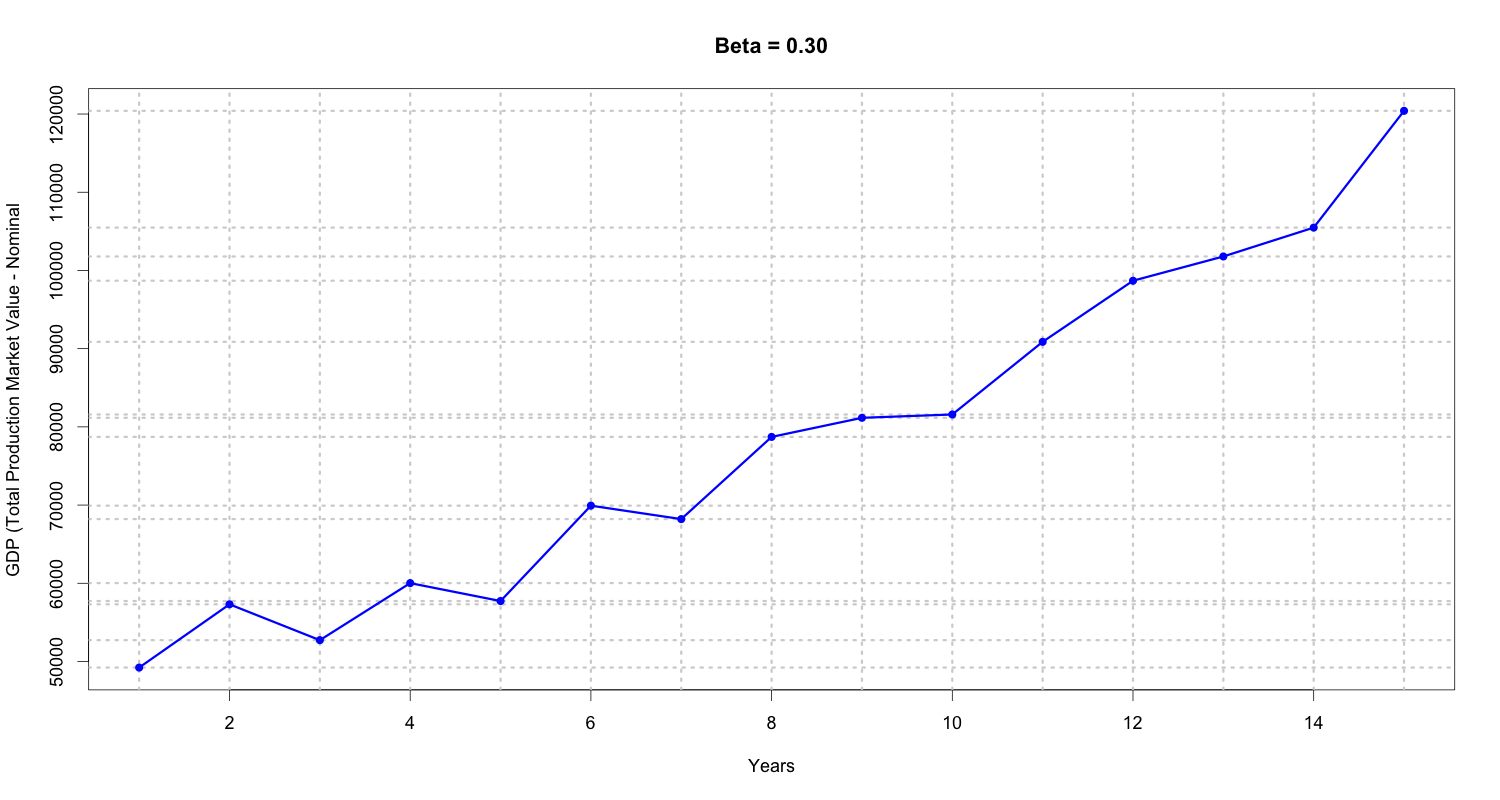 Beta = 0.30
GDP (Total Production Market Value - Nominal
120000
110000
100000
90000
80000
70000
60000
50000
2 4 6 8 10 12 14
Years